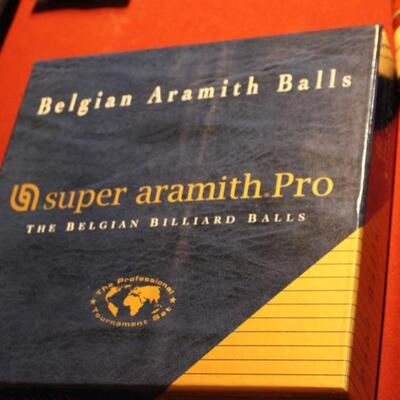 Belgian Aramith Balls
super aramith Pro
THE BELGIAN BILLIARD BALLS
The Professional
Tournament Set